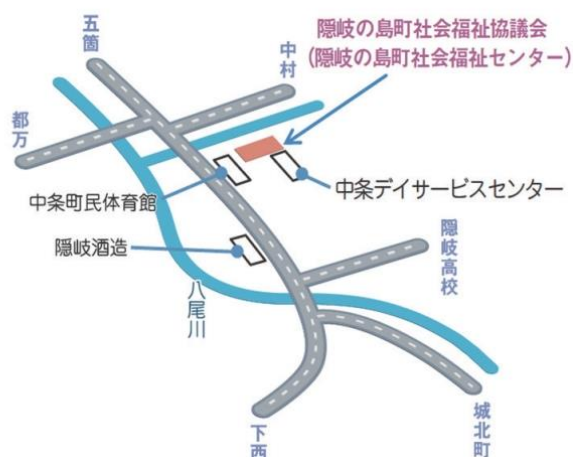 五箇
中村
都万
隠岐の島町社会福祉協議会
(隠岐の島町社会福祉センター)
中条町民体育館
中条デイサービスセンター
隠岐酒造
八尾川
隠岐高校
下西
城北町